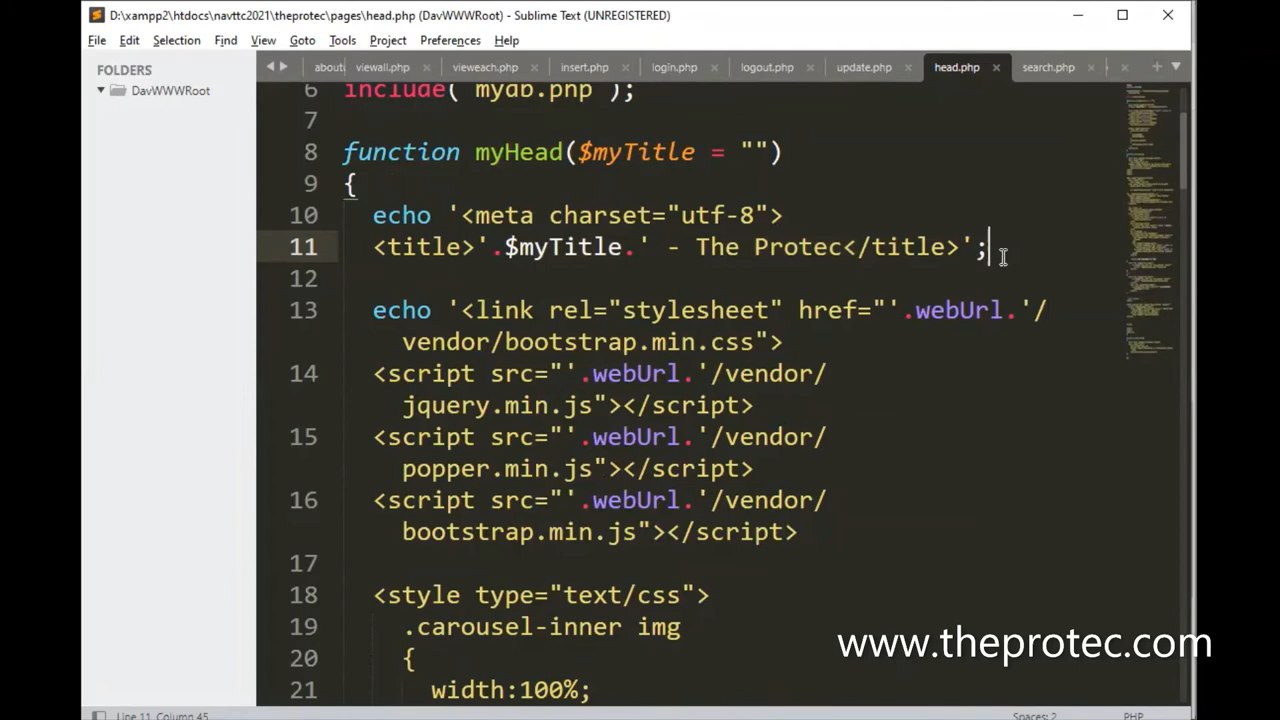 D:\xampp2\htdocs\navttc2021\theprotec\pages\head.php (DavWWWRoot) - Sublime Text (UNREGISTERED)
File Edit Selection Find View Goto Tools Project Preferences Help
FOLDERS
DavWWWRoot
about viewall.php vieweach.php insert.php login.php logout.php update.php head.php search.php
6 include( mydb.php );
7
8 function myHead($myTitle = "")
9 {
10 echo '<meta charset="utf-8">
11 <title>'.$myTitle.' - The Protec</title>';
12
13 echo '<link rel="stylesheet" href="'.webUrl.'/
vendor/bootstrap.min.css">
14 <script src="'.webUrl.'/vendor/
jquery.min.js"></script>
15 <script src="'.webUrl.'/vendor/
popper.min.js"></script>
16 <script src="'.webUrl.'/vendor/
bootstrap.min.js"></script>
17
18 <style type="text/css">
19 .carousel-inner img
20 {
21 width:100%;
www.theprotec.com
Line 11, Column 45 Spaces: 2 PHP